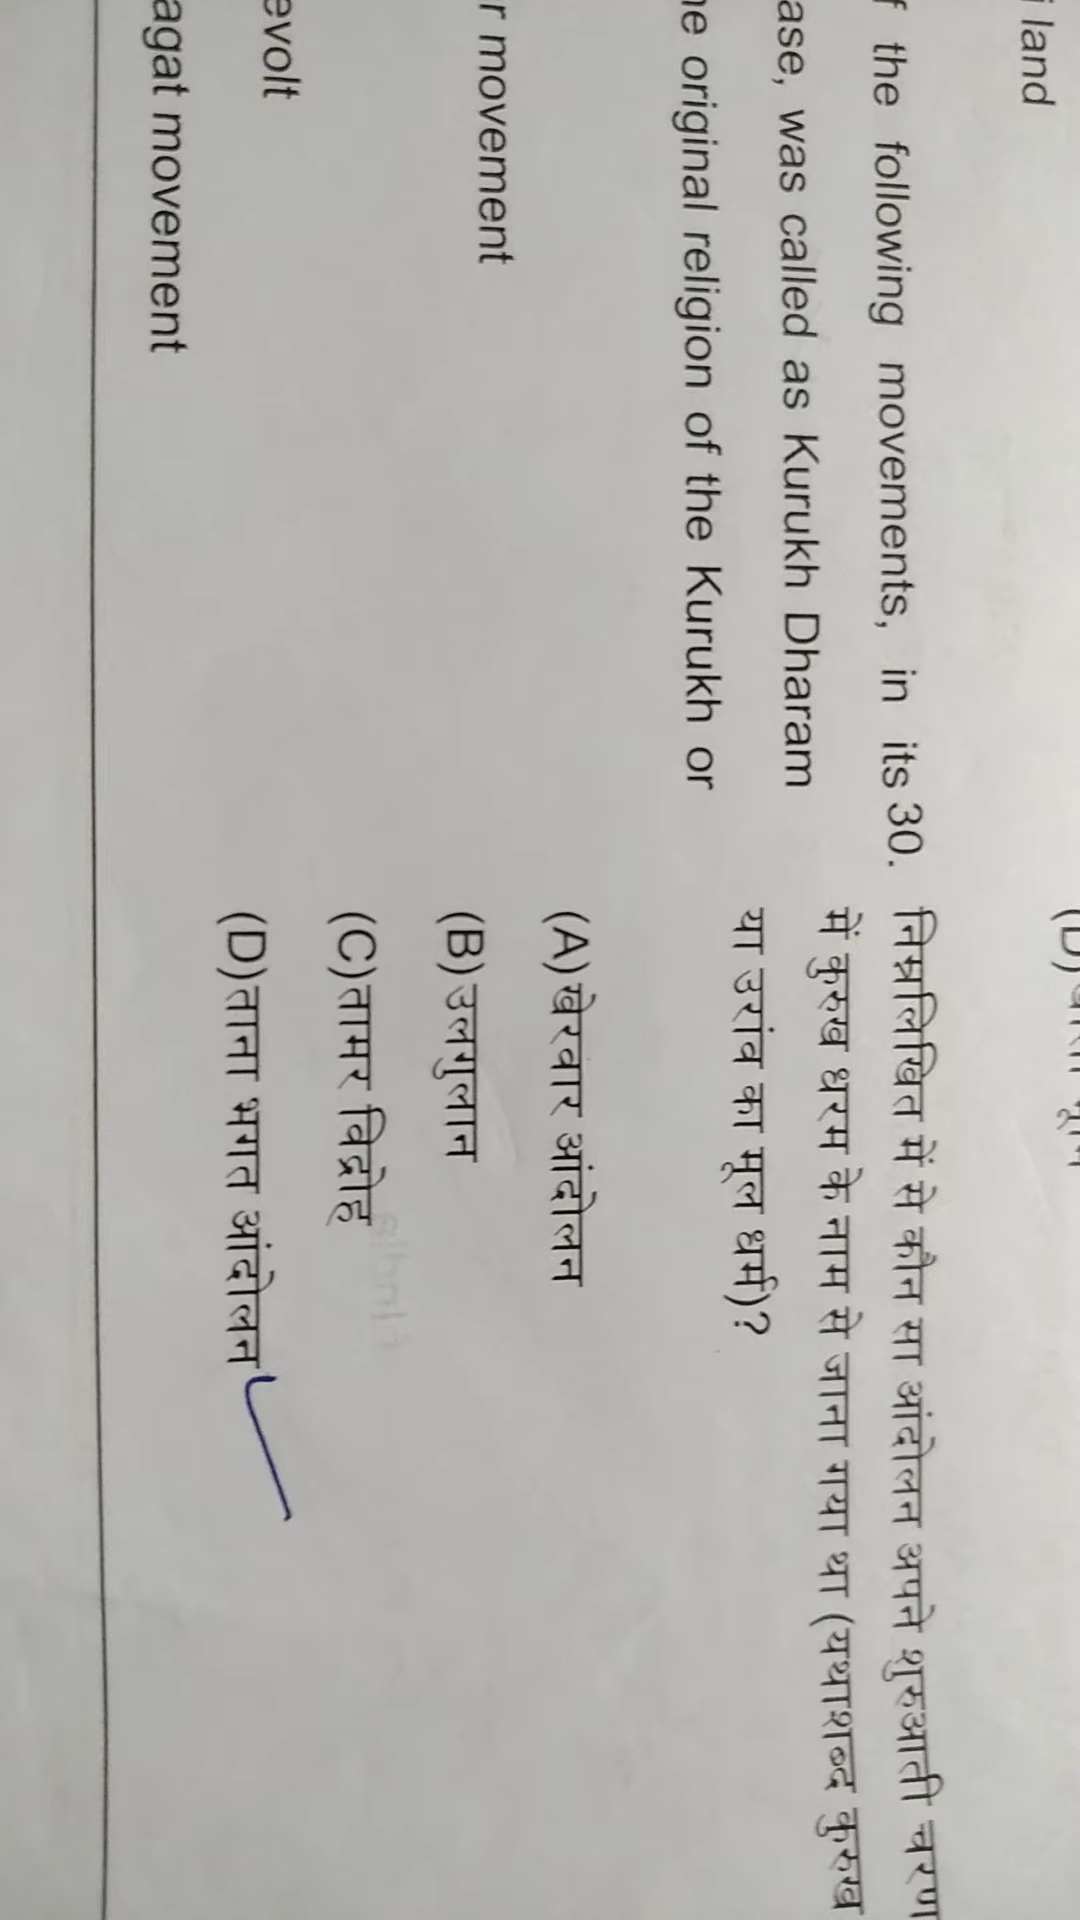 land
the following movements, in its
ase, was called as Kurukh Dharam
he original religion of the Kurukh or
r movement
evolt
agat movement
30. निम्नलिखित में से कौन सा आंदोलन अपने शुरुआती चरण
में कुरुख धरम के नाम से जाना गया था (यथाशब्द कुरुख
या उरांव का मूल धर्म)?
(A) खेरवार आंदोलन
(B) उलगुलान
(C) तामर विद्रोह
(D) ताना भगत आंदोलन